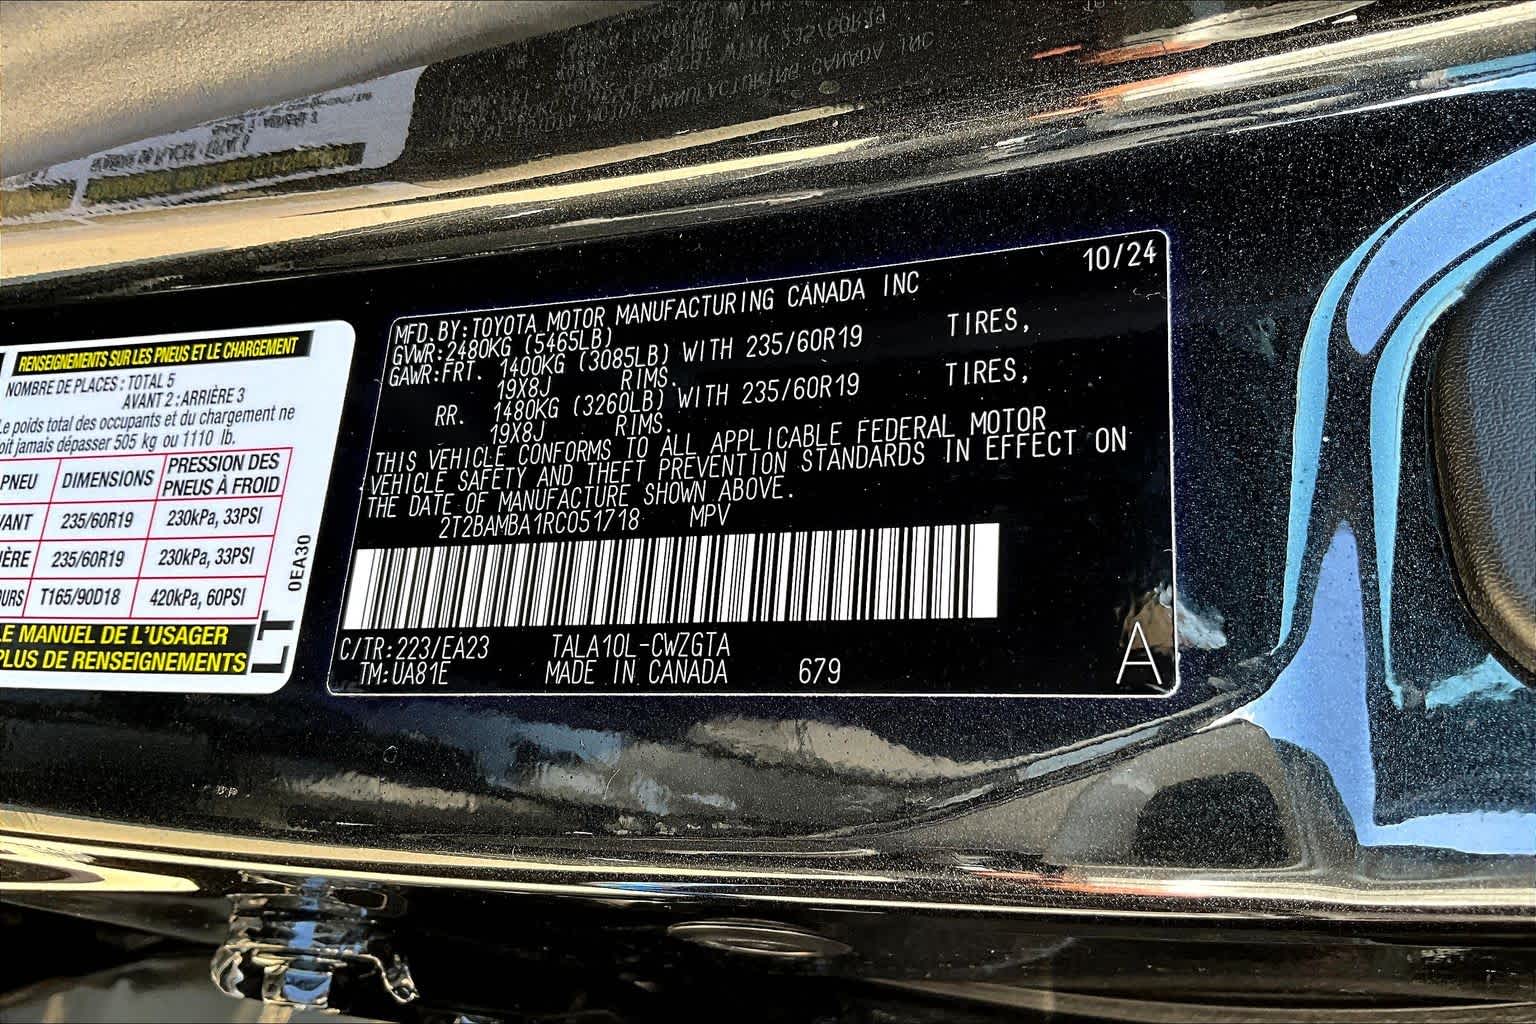 RENSEIGNEMENTS SUR LES PNEUS ET LE CHARGEMENT
NOMBRE DE PLACES : TOTAL 5
AVANT 2 : ARRIÈRE 3
Le poids total des occupants et du chargement ne
oit jamais dépasser 505 kg ou 1110 lb.
PNEU DIMENSIONS PRESSION DES PNEUS À FROID
VANT 235/60R19 230kPa, 33PSI
IÈRE 235/60R19 230kPa, 33PSI
OURS T165/90D18 420kPa, 60PSI
LE MANUEL DE L'USAGER
PLUS DE RENSEIGNEMENTS
LT
0EA30
10/24
MFD. BY: TOYOTA MOTOR MANUFACTURING CANADA INC
GVWR: 2480KG (5465LB)
GAWR: FRT. 1400KG (3085LB) WITH 235/60R19 TIRES,
19X8J RIMS.
RR. 1480KG (3260LB) WITH 235/60R19 TIRES,
19X8J RIMS.
THIS VEHICLE CONFORMS TO ALL APPLICABLE FEDERAL MOTOR
VEHICLE SAFETY AND THEFT PREVENTION STANDARDS IN EFFECT ON
THE DATE OF MANUFACTURE SHOWN ABOVE.
2T2BAMBA1RC051718 MPV
C/TR: 223/EA23 TALA10L-CWZGTA
TM: UA81E MADE IN CANADA 679
A